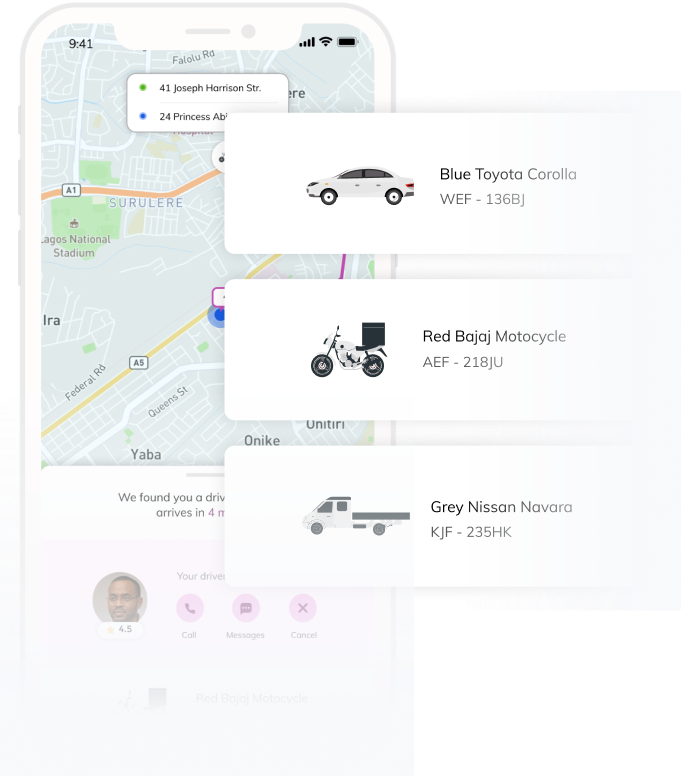 9:41
Falolu Rd
ere
41 Joseph Harrison Str.
24 Princess Abi
Hospital
A1
SURULERE
agos National
Stadium
Ira
A5
Federal Rd
Queens St
Unitiri
Onike
Yaba
Blue Toyota Corolla
WEF - 136BJ
Red Bajaj Motocycle
AEF - 218JU
Grey Nissan Navara
KJF - 235HK
We found you a driv
arrives in 4 m
Your driver
4.5
Call
Messages
Cancel
Red Bajaj Motocycle